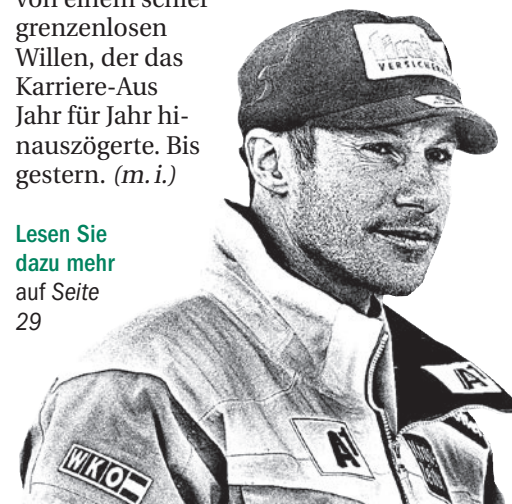 von einem schier
grenzenlosen
Willen, der das
Karriere-Aus
Jahr für Jahr hi-
nauszögerte. Bis
gestern. (m. i.)
Lesen Sie
dazu mehr
auf Seite
29
A1
A1
WKO